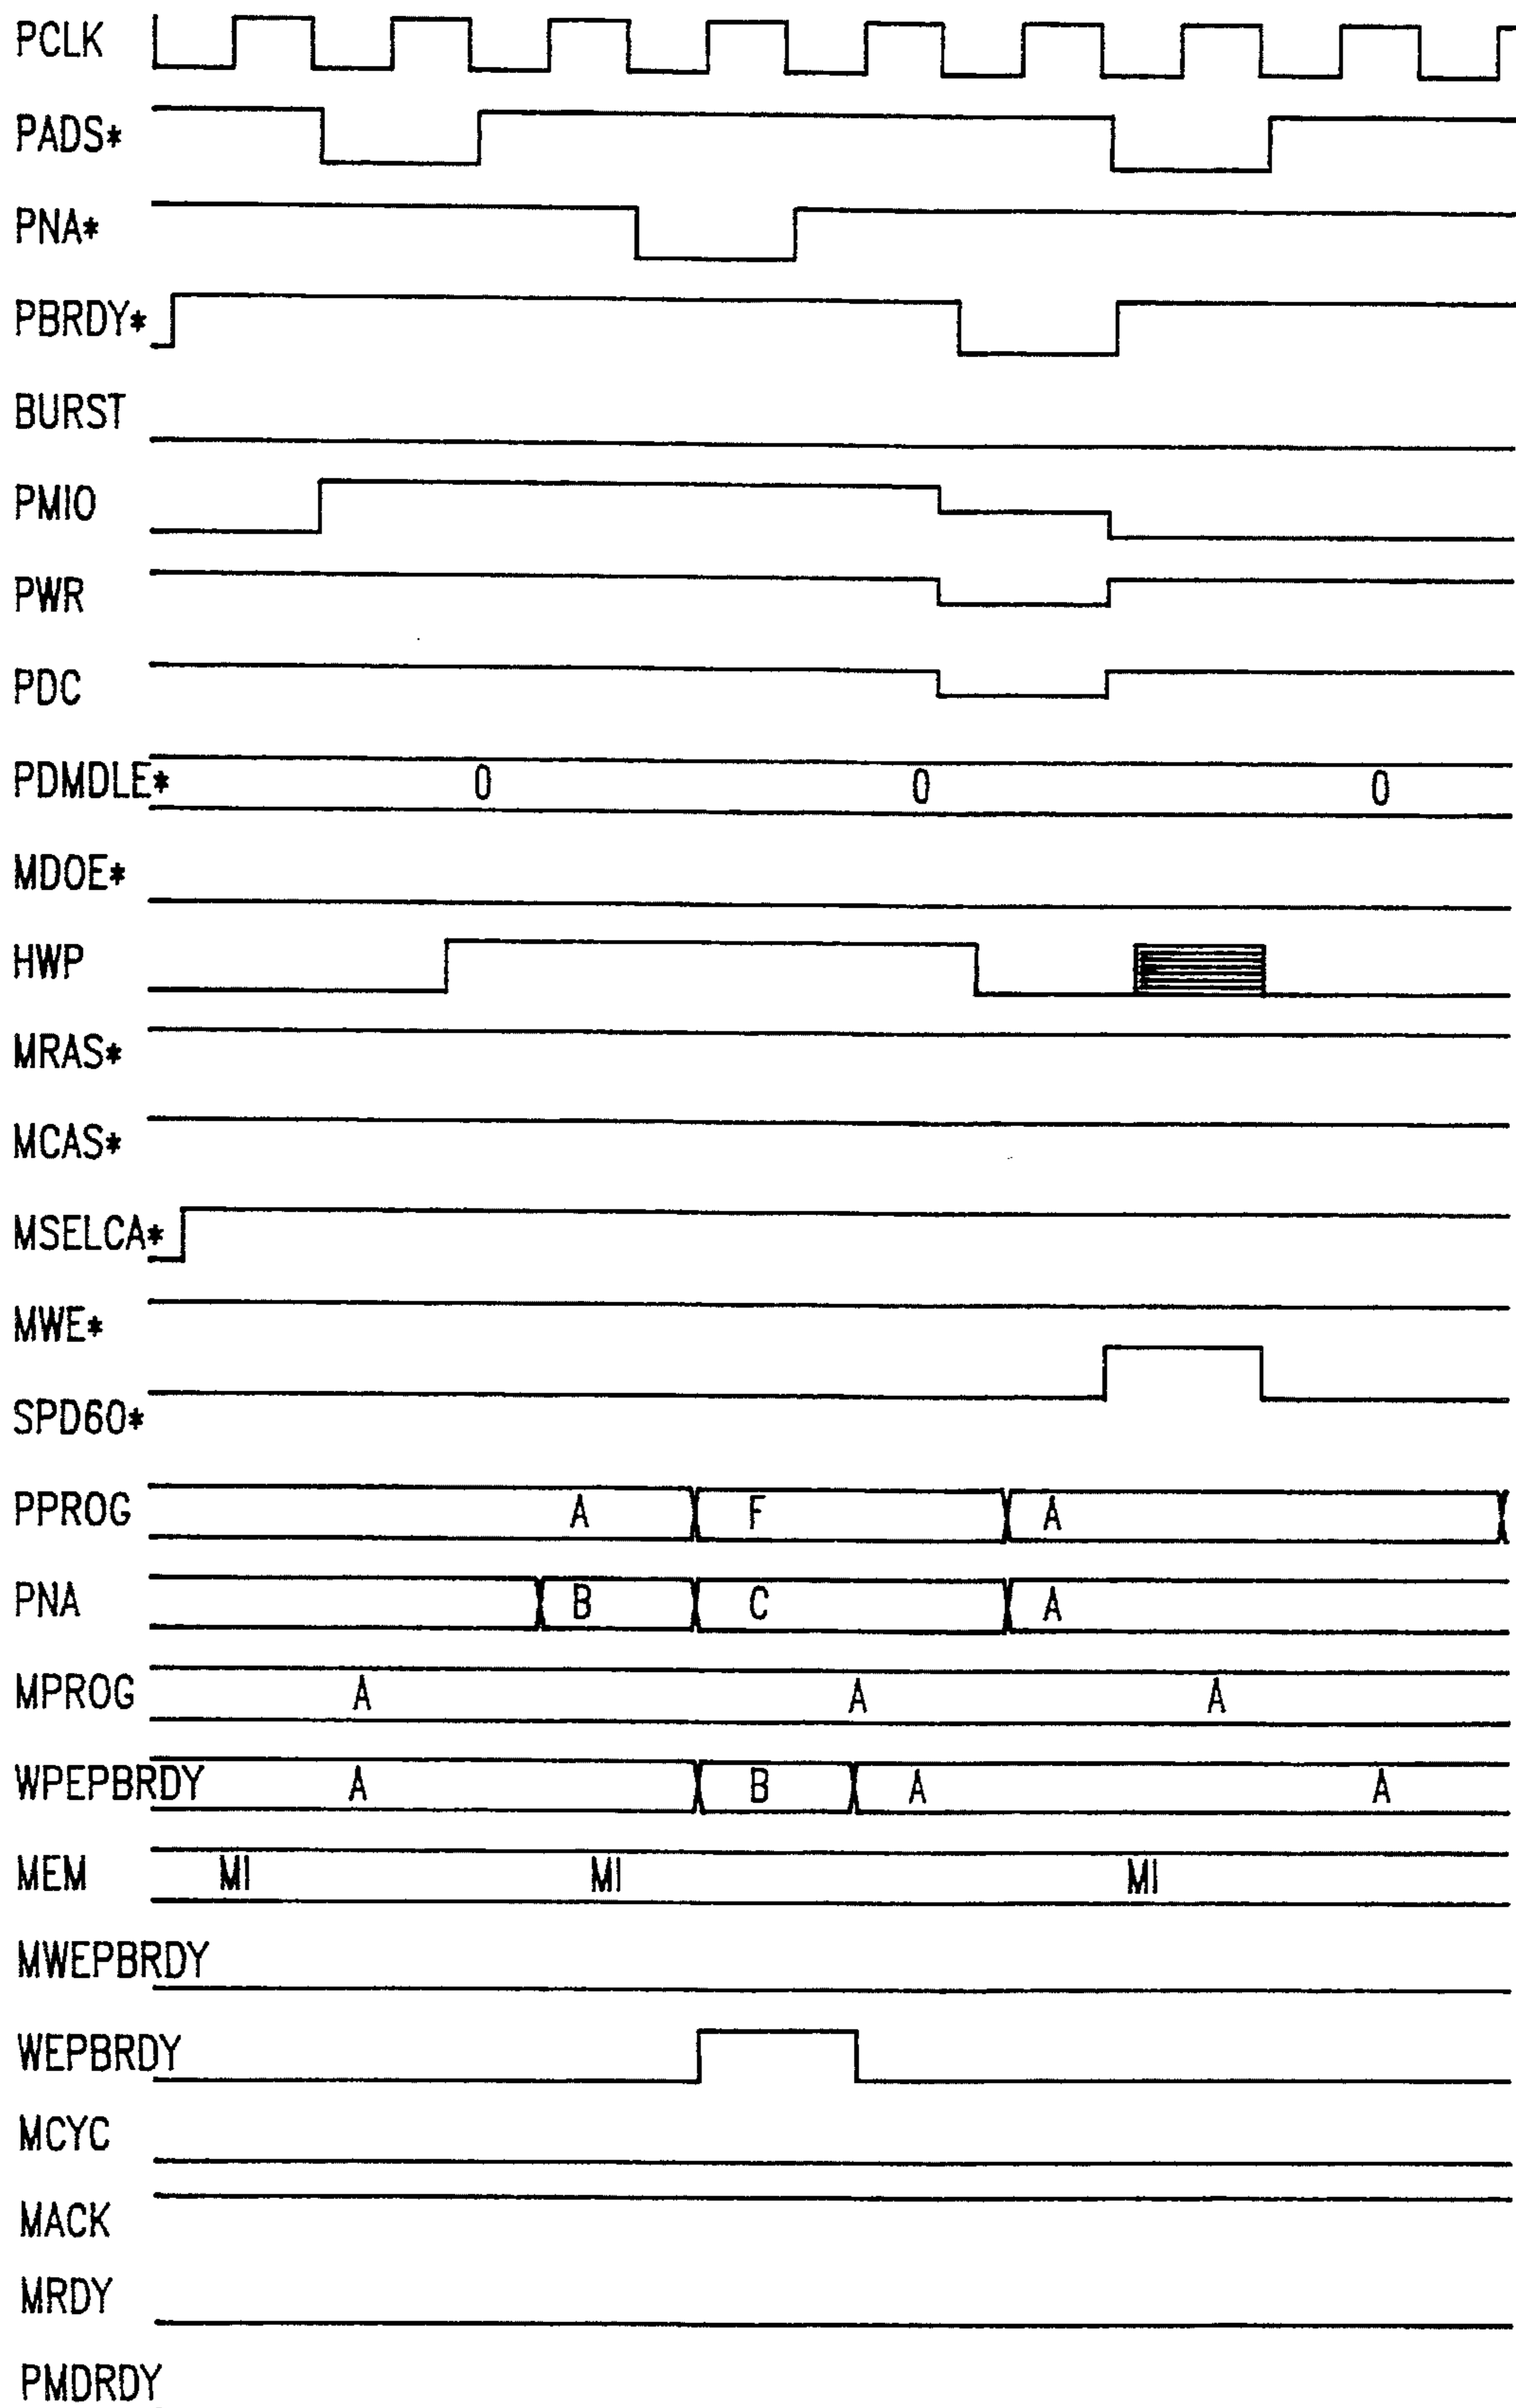 PCLK
PADS*
PNA*
PBRDY*
BURST
PMIO
PWR
PDC
PDMDLE* 0 0 0
MDOE*
HWP
MRAS*
MCAS*
MSELCA*
MWE*
SPD60*
PPROG A F A
PNA B C A
MPROG A A A
WPEPBRDY A B A A
MEM MI MI MI
MWEPBRDY
WEPBRDY
MCYC
MACK
MRDY
PMDRDY